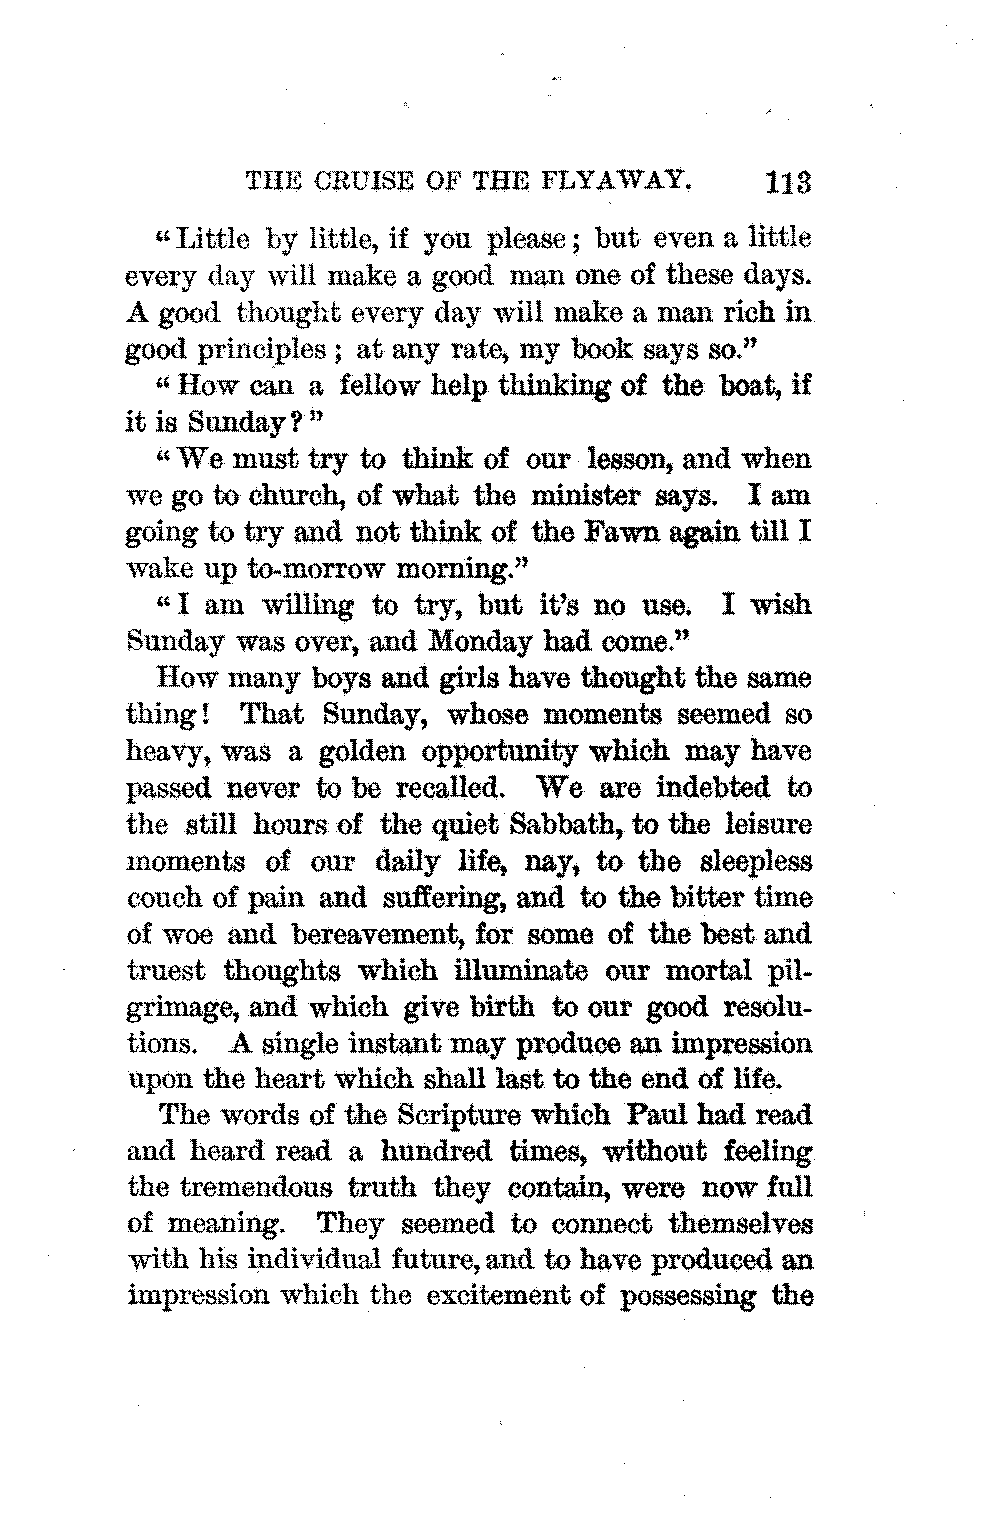 THE CRUISE OF THE FLYAWAY. 113
"Little by little, if you please; but even a little
every day will make a good man one of these days.
A good thought every day will make a man rich in
good principles; at any rate, my book says so."
"How can a fellow help thinking of the boat, if
it is Sunday?"
"We must try to think of our lesson, and when
we go to church, of what the minister says. I am
going to try and not think of the Fawn again till I
wake up to-morrow morning."
"I am willing to try, but it's no use. I wish
Sunday was over, and Monday had come."
How many boys and girls have thought the same
thing! That Sunday, whose moments seemed so
heavy, was a golden opportunity which may have
passed never to be recalled. We are indebted to
the still hours of the quiet Sabbath, to the leisure
moments of our daily life, nay, to the sleepless
couch of pain and suffering, and to the bitter time
of woe and bereavement, for some of the best and
truest thoughts which illuminate our mortal pil-
grimage, and which give birth to our good resolu-
tions. A single instant may produce an impression
upon the heart which shall last to the end of life.
The words of the Scripture which Paul had read
and heard read a hundred times, without feeling
the tremendous truth they contain, were now full
of meaning. They seemed to connect themselves
with his individual future, and to have produced an
impression which the excitement of possessing the